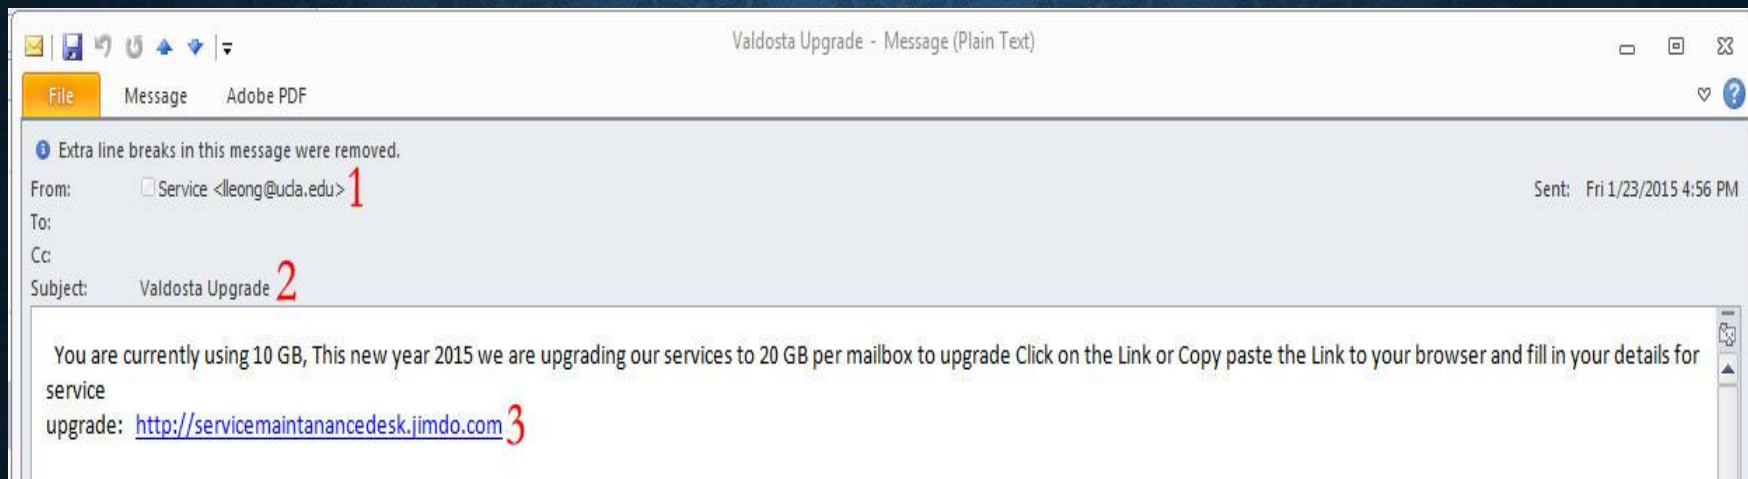 Valdosta Upgrade - Message (Plain Text)
File Message Adobe PDF
Extra line breaks in this message were removed.
From: Service <lleong@ucla.edu> 1 Sent: Fri 1/23/2015 4:56 PM
To:
Cc:
Subject: Valdosta Upgrade 2
You are currently using 10 GB, This new year 2015 we are upgrading our services to 20 GB per mailbox to upgrade Click on the Link or Copy paste the Link to your browser and fill in your details for
service
upgrade: http://servicemaintanancedesk.jimdo.com 3